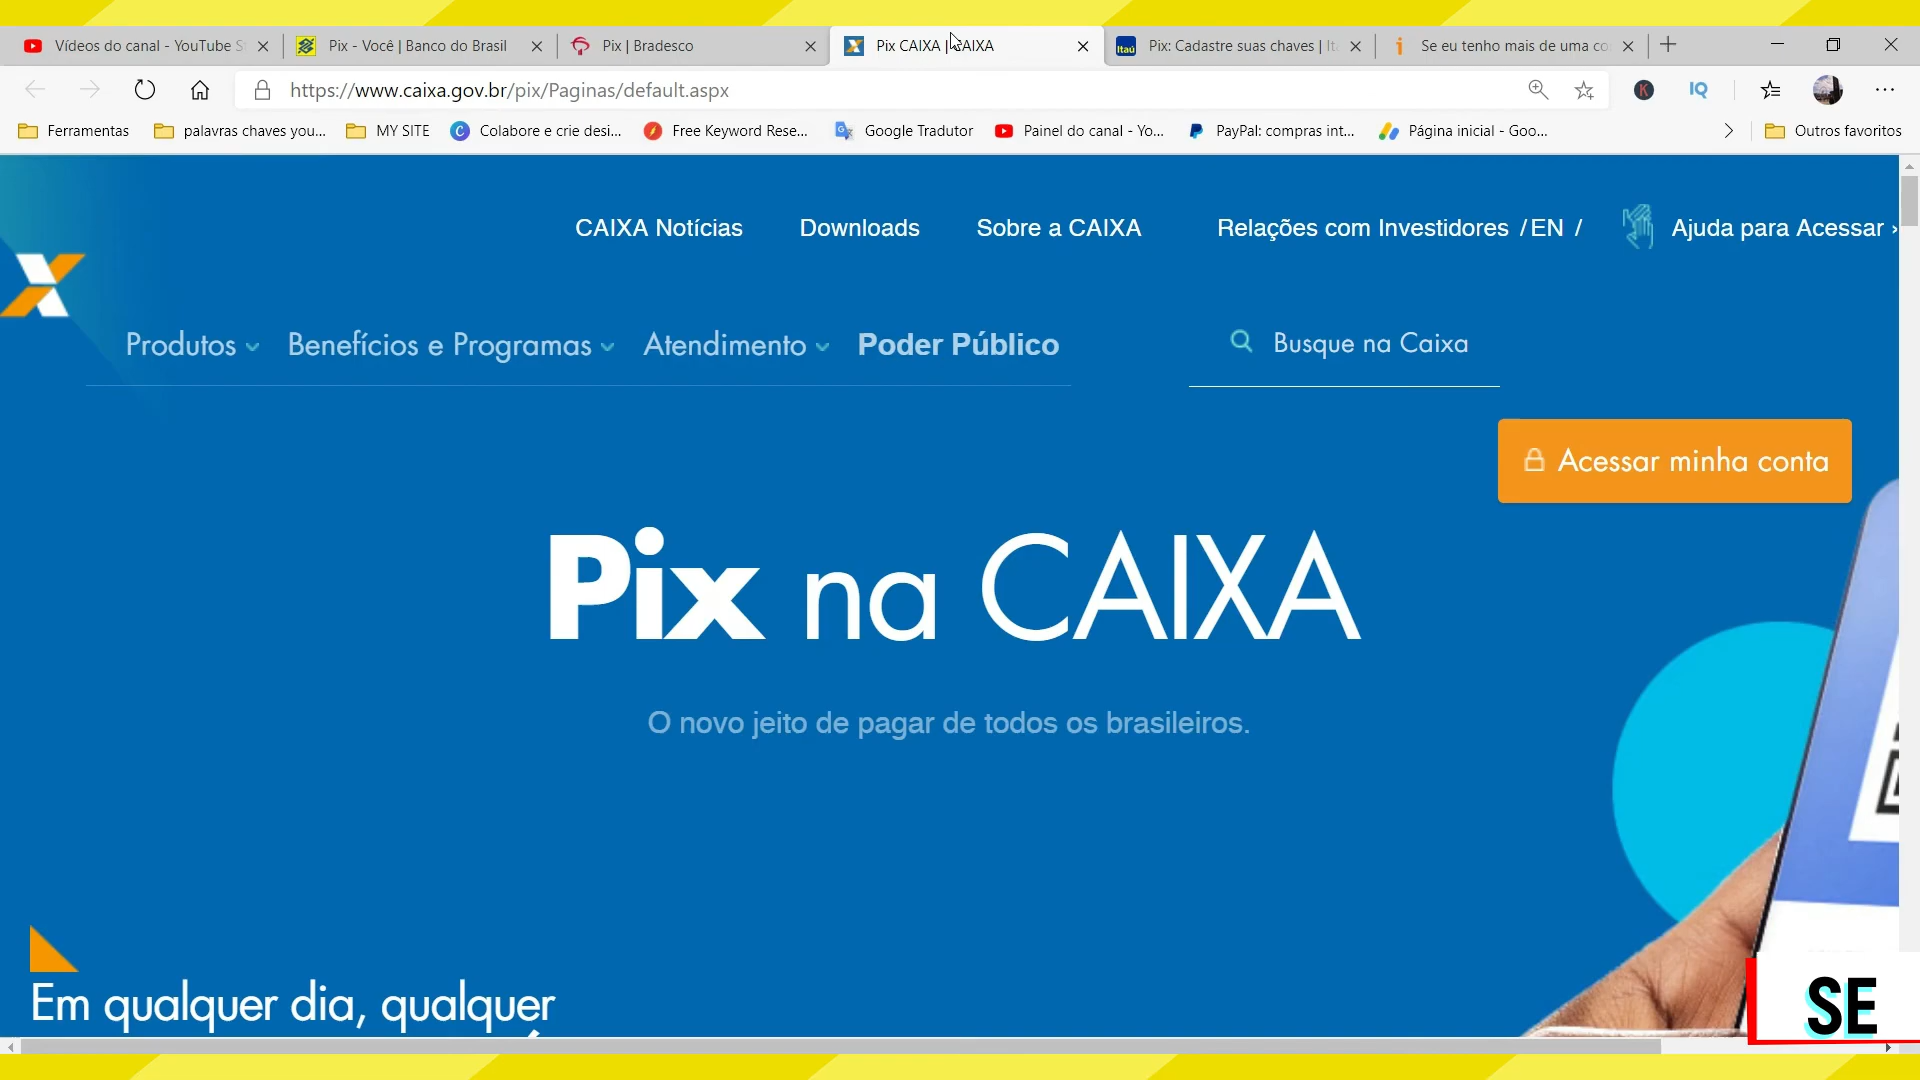 Vídeos do canal - YouTube S
Pix - Você | Banco do Brasil
Pix | Bradesco
Pix CAIXA | CAIXA
Itaú
Pix: Cadastre suas chaves | It
Se eu tenho mais de uma co
https://www.caixa.gov.br/pix/Paginas/default.aspx
K
IQ
Ferramentas
palavras chaves you...
MY SITE
Colabore e crie desi...
Free Keyword Rese...
Google Tradutor
Painel do canal - Yo...
PayPal: compras int...
Página inicial - Goo...
Outros favoritos
CAIXA Notícias
Downloads
Sobre a CAIXA
Relações com Investidores / EN /
Ajuda para Acessar ›
Produtos
Benefícios e Programas
Atendimento
Poder Público
Busque na Caixa
Acessar minha conta
Pix na CAIXA
O novo jeito de pagar de todos os brasileiros.
Em qualquer dia, qualquer
SE